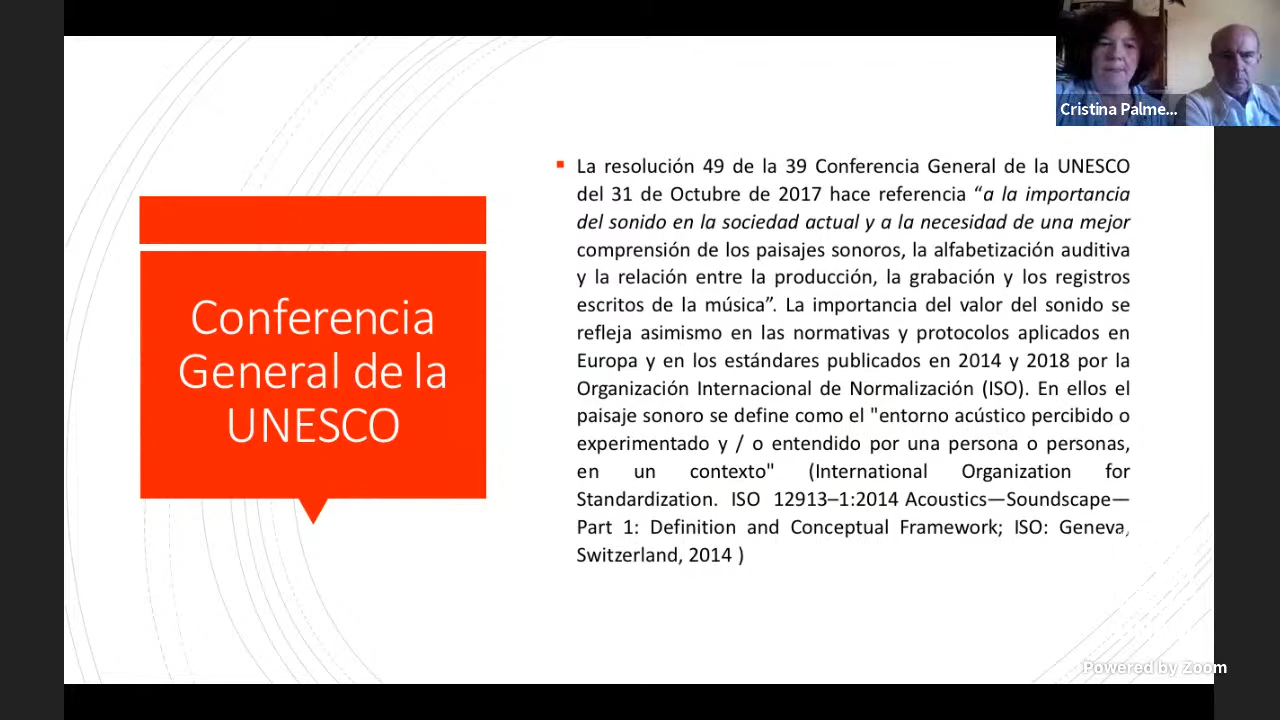 Cristina Palme...
Conferencia
General de la
UNESCO
La resolución 49 de la 39 Conferencia General de la UNESCO
del 31 de Octubre de 2017 hace referencia “a la importancia
del sonido en la sociedad actual y a la necesidad de una mejor
comprensión de los paisajes sonoros, la alfabetización auditiva
y la relación entre la producción, la grabación y los registros
escritos de la música”. La importancia del valor del sonido se
refleja asimismo en las normativas y protocolos aplicados en
Europa y en los estándares publicados en 2014 y 2018 por la
Organización Internacional de Normalización (ISO). En ellos el
paisaje sonoro se define como el "entorno acústico percibido o
experimentado y / o entendido por una persona o personas,
en un contexto" (International Organization for
Standardization. ISO 12913–1:2014 Acoustics—Soundscape—
Part 1: Definition and Conceptual Framework; ISO: Geneva,
Switzerland, 2014 )
Powered by Zoom